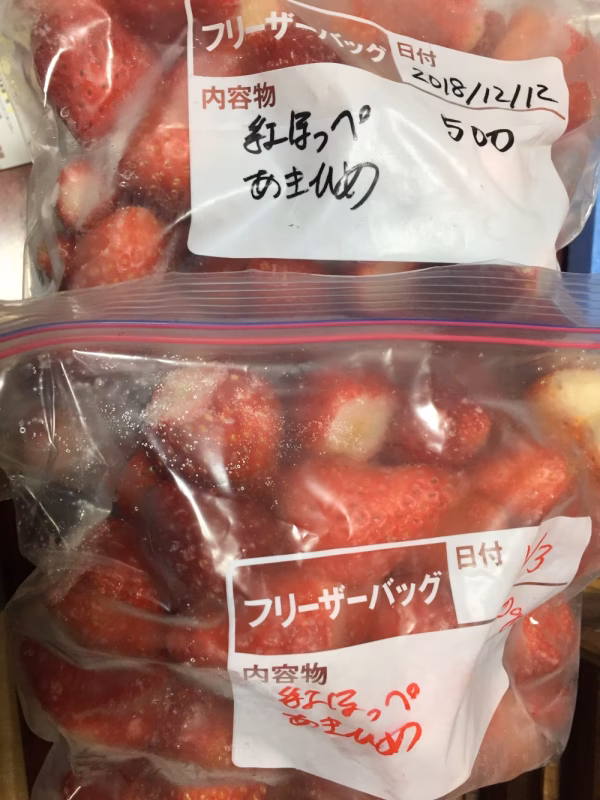 フリーザーバッグ
日付
2018/12/12
内容物
500
紅ほっぺ
あきひめ
フリーザーバッグ
日付
1/3
内容物
紅ほっぺ
あきひめ